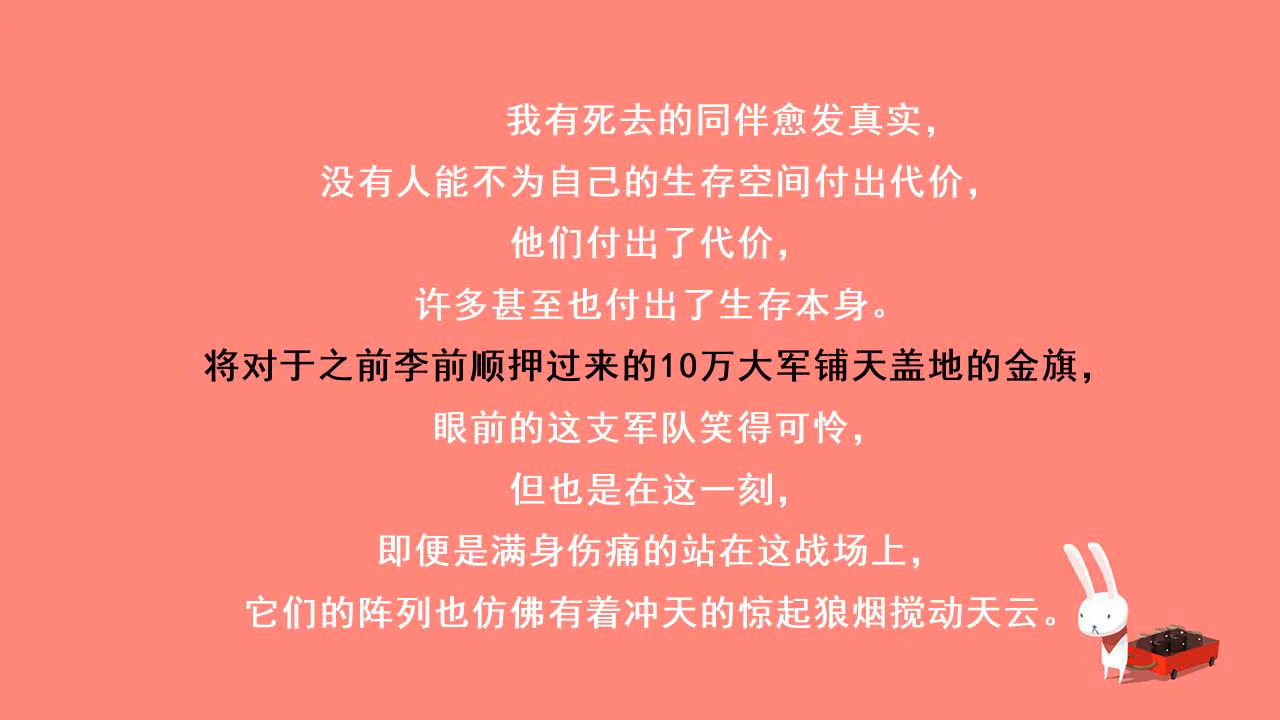 我有死去的同伴愈发真实，
没有人能不为自己的生存空间付出代价，
他们付出了代价，
许多甚至也付出了生存本身。
将对于之前李前顺押过来的10万大军铺天盖地的金旗，
眼前的这支军队笑得可怜，
但也是在这一刻，
即便是满身伤痛的站在这战场上，
它们的阵列也仿佛有着冲天的惊起狼烟搅动天云。